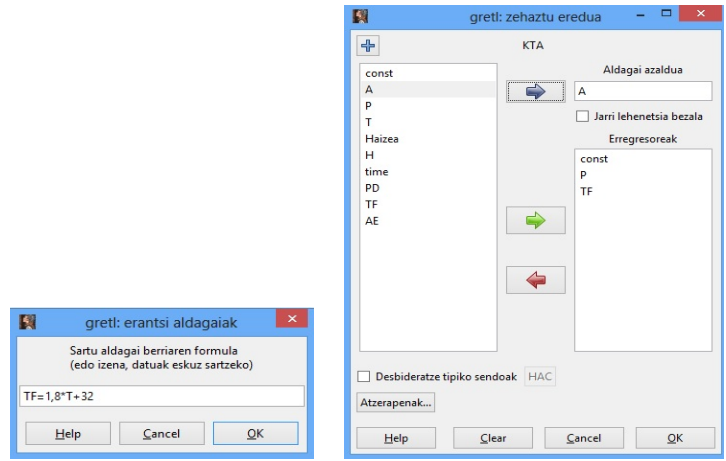 gretl: erantsi aldagaiak
Sartu aldagai berriaren formula
(edo izena, datuak eskuz sartzeko)
TF=1,8*T+32
Help Cancel OK
gretl: zehaztu eredua
KTA
const
A
P
T
Haizea
H
time
PD
TF
AE
Aldagai azaldua
A
Jarri lehenetsia bezala
Erregresoreak
const
P
TF
Desbideratze tipiko sendoak HAC
Atzerapenak...
Help Clear Cancel OK